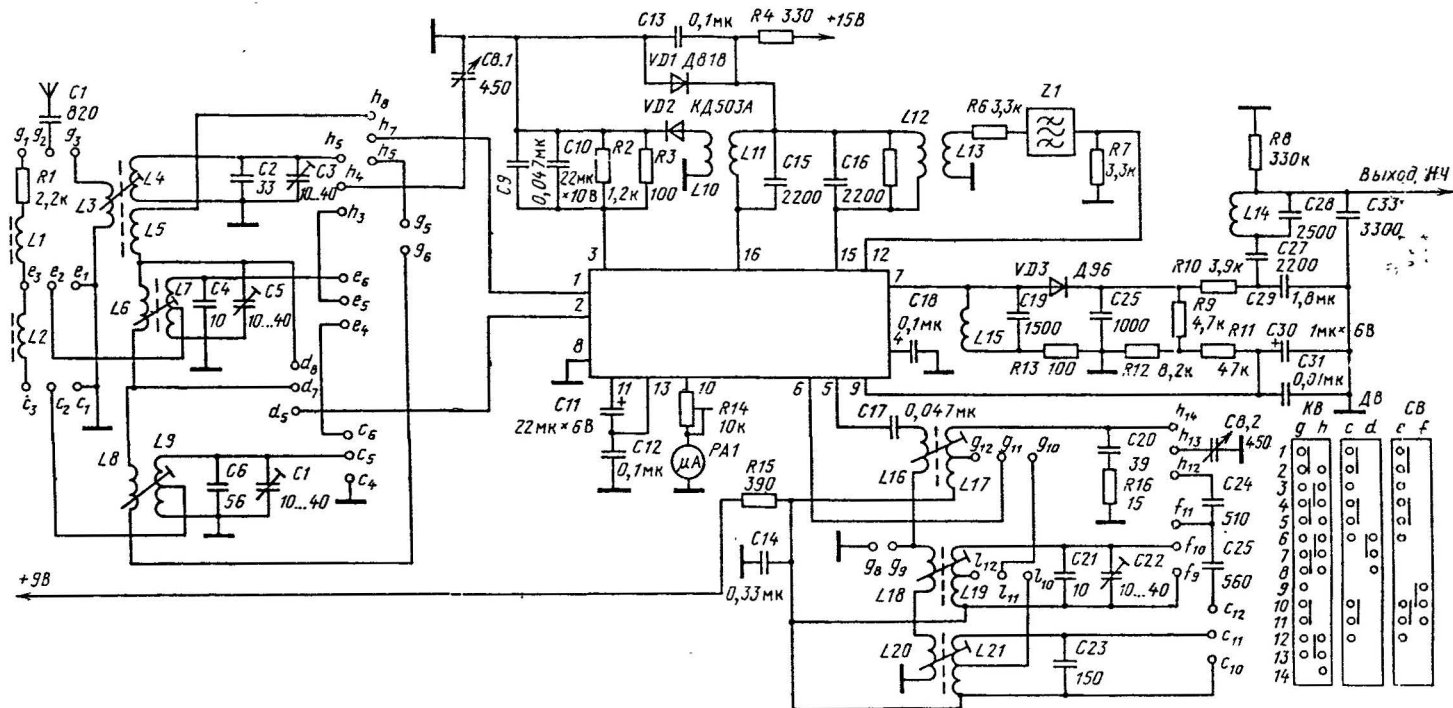 C13 0,1мк R4 330 +15В
C8.1 450
VD1 Д818
VD2 КД503А
C1 820
g1 g2 g3
R1 2,2к
L1
L2
L3
L4
L5
C2 33
C3 10...40
h8
h7
h5
h5
h4
h3
g5
g6
e3 e2 e1
L6
L7
C4 10
C5 10...40
e6
e5
e4
d8
d7
d5
c3 c2 c1
L8
L9
C6 56
C1 10...40
c6
c5
c4
C9 0,047мк
C10 22мк ×10В
R2 1,2к
R3 100
L10
L11
C15 2200
C16 2200
L12
L13
R6 3,3к
Z1
R7 3,3к
R8 330к
Выход НЧ
L14
C28 2500
C33 3300
C27 2200
3
16
15
12
1
2
8
11
13
10
6
5
9
4
7
C18 0,1мк
L15
C19 1500
VD3 Д9Б
C25 1000
R10 3,9к
R9 4,7к
C29 1,8мк
R11 47к
C30 1мк×6В
C31 0,01мк
R13 100
R12 8,2к
C11 22мк×6В
C12 0,1мк
R14 10к
μA PA1
R15 390
C14 0,33мк
+9В
C17 0,047мк
L16
L17
g12 g11 g10
C20 39
R16 15
h14
h13
h12
C8,2 450
C24 510
f11
f10
f9
C25 560
g8 g9
L18
L19
l12
l11
l10
C21 10
C22 10...40
L20
L21
C23 150
c12
c11
c10
КВ ДВ СВ
g h c d e f
1
2
3
4
5
6
7
8
9
10
11
12
13
14